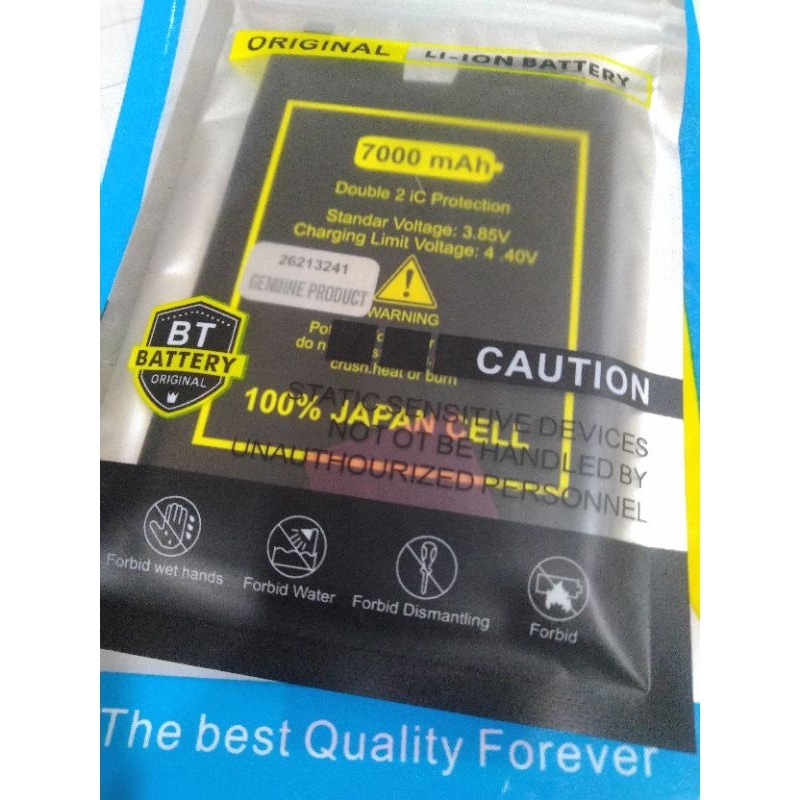 ORIGINAL LI-ION BATTERY
7000 mAh
Double 2 iC Protection
Standar Voltage: 3.85V
Charging Limit Voltage: 4 .40V
26213241
GENUINE PRODUCT
WARNING
do
crush.heat or burn
100% JAPAN CELL
BT
BATTERY
ORIGINAL
CAUTION
STATIC SENSITIVE DEVICES
NOT OT BE HANDLED BY
UNAUTHOURIZED PERSONNEL
Forbid wet hands
Forbid Water
Forbid Dismantling
Forbid
The best Quality Forever